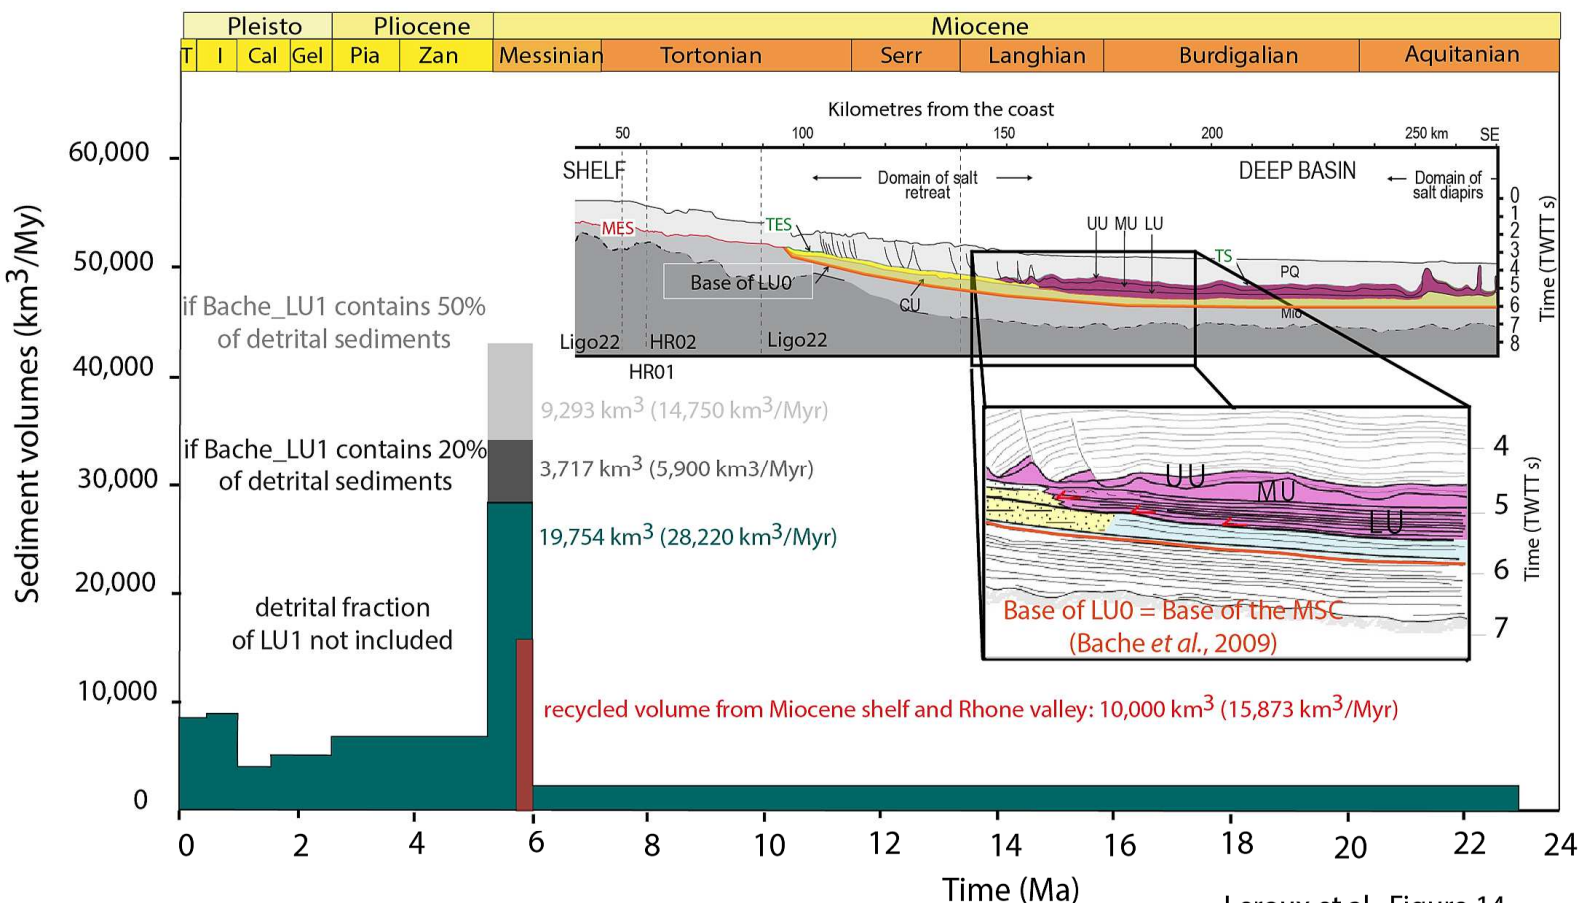 Pleisto Pliocene Miocene
T I Cal Gel Pia Zan Messinian Tortonian Serr Langhian Burdigalian Aquitanian
Kilometres from the coast
50 100 150 200 250 km SE
SHELF Domain of salt retreat DEEP BASIN Domain of salt diapirs
MES TES UU MU LU TS
PQ
Base of LU0
CU
Mio
Ligo22 HR02 Ligo22
HR01
0
1
2
3
4
5
6
7
8
Time (TWTT s)
60,000
50,000
40,000
30,000
20,000
10,000
0
Sediment volumes (km3/My)
if Bache_LU1 contains 50%
of detrital sediments
9,293 km3 (14,750 km3/Myr)
if Bache_LU1 contains 20%
of detrital sediments
3,717 km3 (5,900 km3/Myr)
19,754 km3 (28,220 km3/Myr)
detrital fraction
of LU1 not included
UU
MU
LU
4
5
6
7
Time (TWTT s)
Base of LU0 = Base of the MSC
(Bache et al., 2009)
recycled volume from Miocene shelf and Rhone valley: 10,000 km3 (15,873 km3/Myr)
0 2 4 6 8 10 12 14 16 18 20 22 24
Time (Ma)
Leroux et al. Figure 14